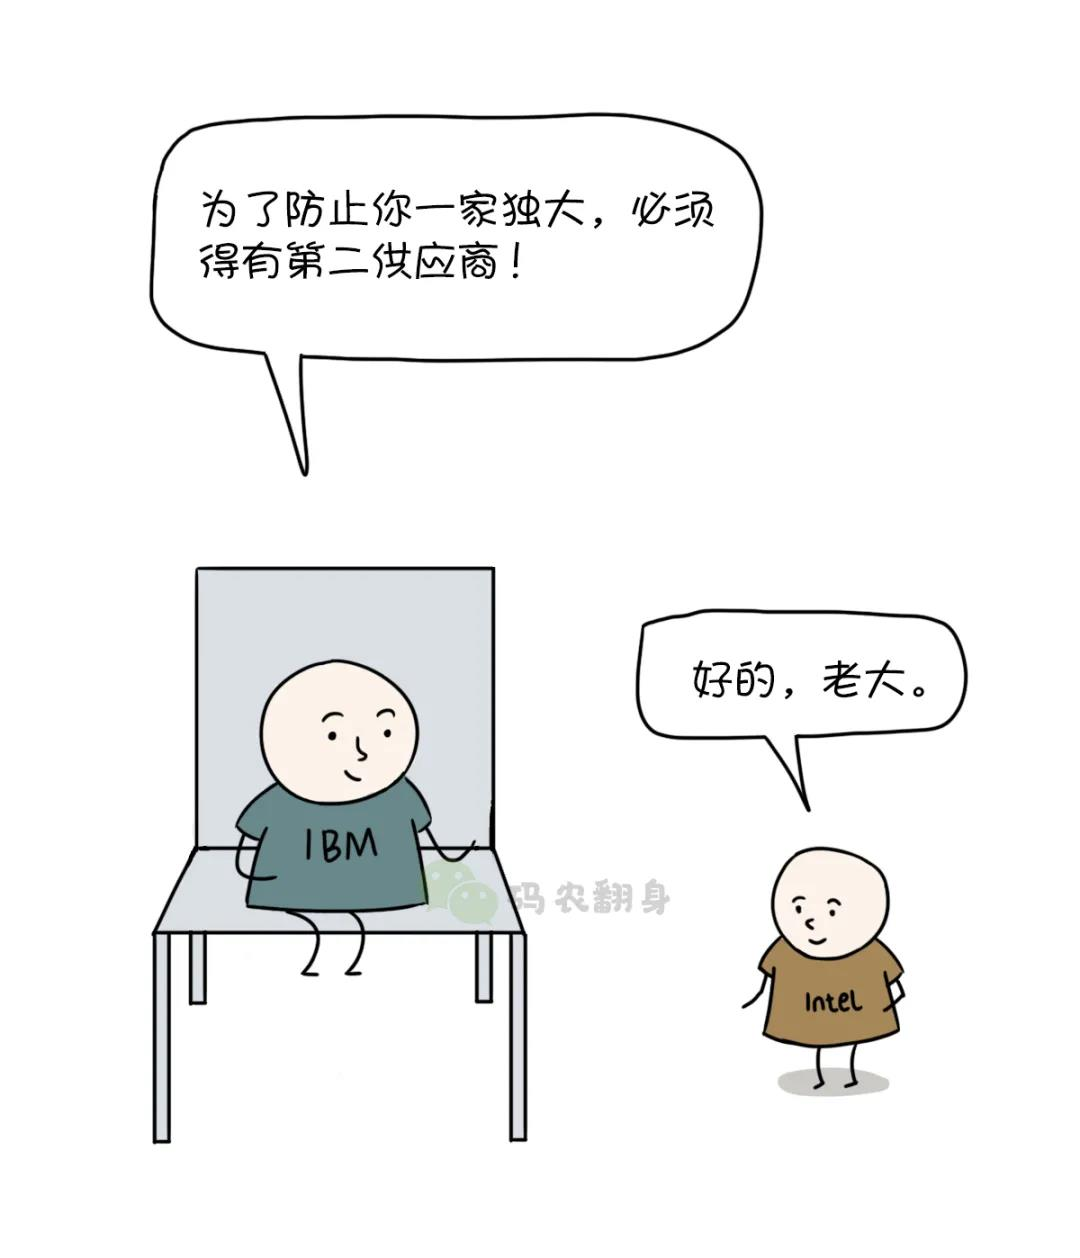 为了防止你一家独大，必须
得有第二供应商！
好的，老大。
IBM
码农翻身
Intel